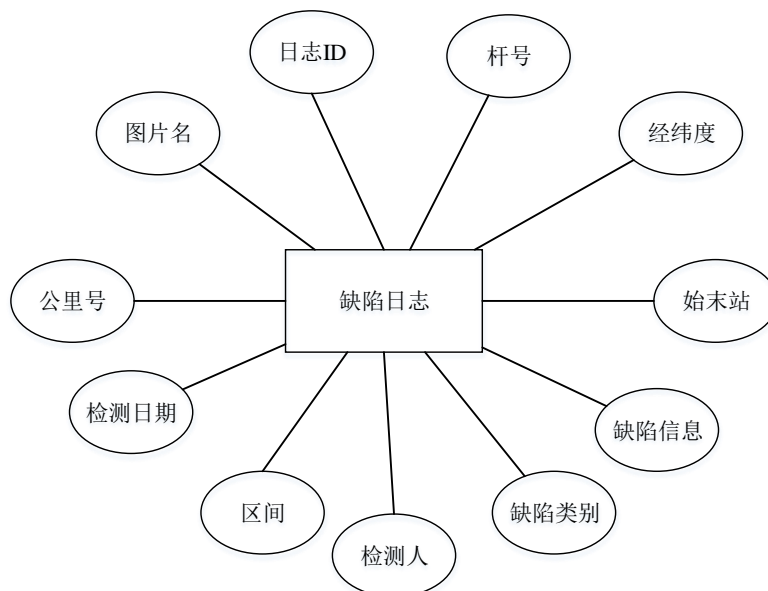 日志ID
杆号
图片名
经纬度
公里号
缺陷日志
始末站
检测日期
缺陷信息
区间
缺陷类别
检测人